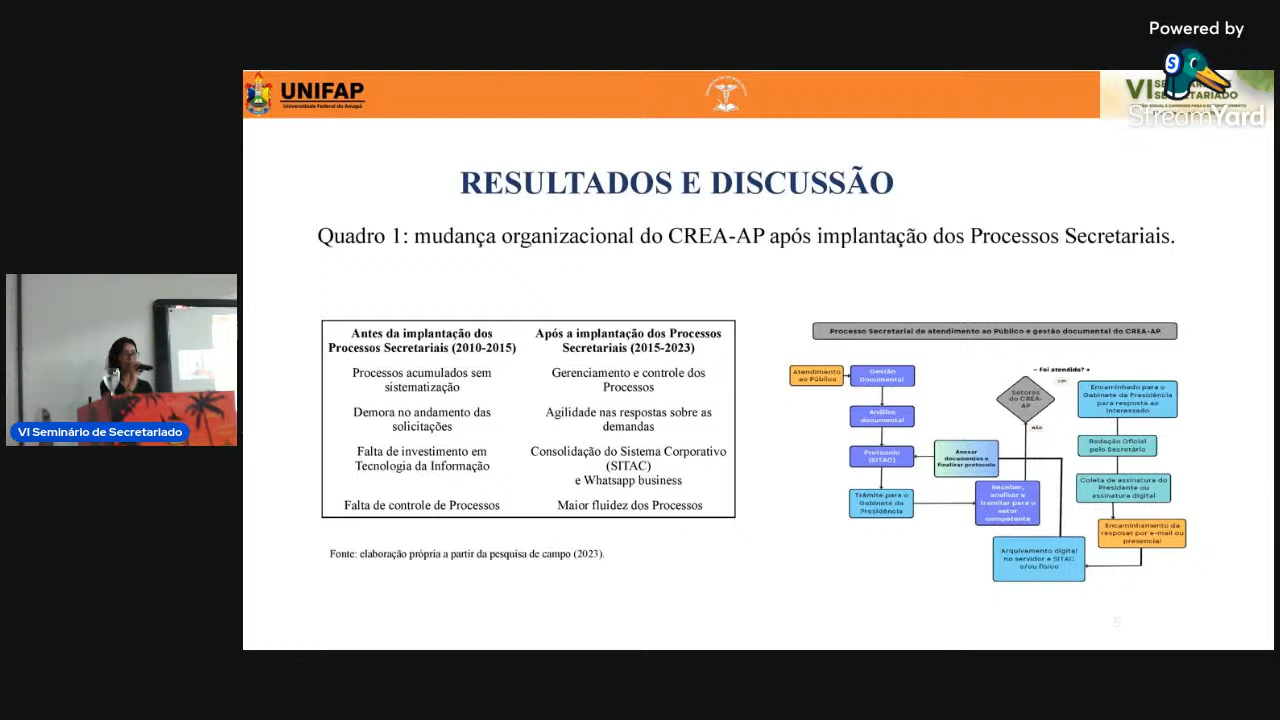 Powered by
StreamYard
UNIFAP
Universidade Federal do Amapá
VI
RESULTADOS E DISCUSSÃO
Quadro 1: mudança organizacional do CREA-AP após implantação dos Processos Secretariais.
Antes da implantação dos
Processos Secretariais (2010-2015)
Após a implantação dos Processos
Secretariais (2015-2023)
Processos acumulados sem
sistematização
Gerenciamento e controle dos
Processos
Demora no andamento das
solicitações
Agilidade nas respostas sobre as
demandas
Falta de investimento em
Tecnologia da Informação
Consolidação do Sistema Corporativo
(SITAC)
e Whatsapp business
Falta de controle de Processos
Maior fluidez dos Processos
Fonte: elaboração própria a partir da pesquisa de campo (2023).
Processo Secretarial de atendimento ao Público e gestão documental do CREA-AP
Atendimento
ao Público
Gestão
Documental
Análise
documental
Protocolo
(SITAC)
Trâmite para o
Gabinete da
Presidência
Anexar
documentos e
finalizar protocolo
Receber,
analisar e
tramitar para o
setor
competente
Setores
do CREA-
AP
– Foi atendido? +
SIM
NÃO
Encaminhado para o
Gabinete da Presidência
para resposta ao
interessado
Redação Oficial
pelo Secretário
Coleta de assinatura do
Presidente ou
assinatura digital
Encaminhamento da
resposat por e-mail ou
presencial
Arquivamento digital
no servidor e SITAC
e/ou físico
5
VI Seminário de Secretariado